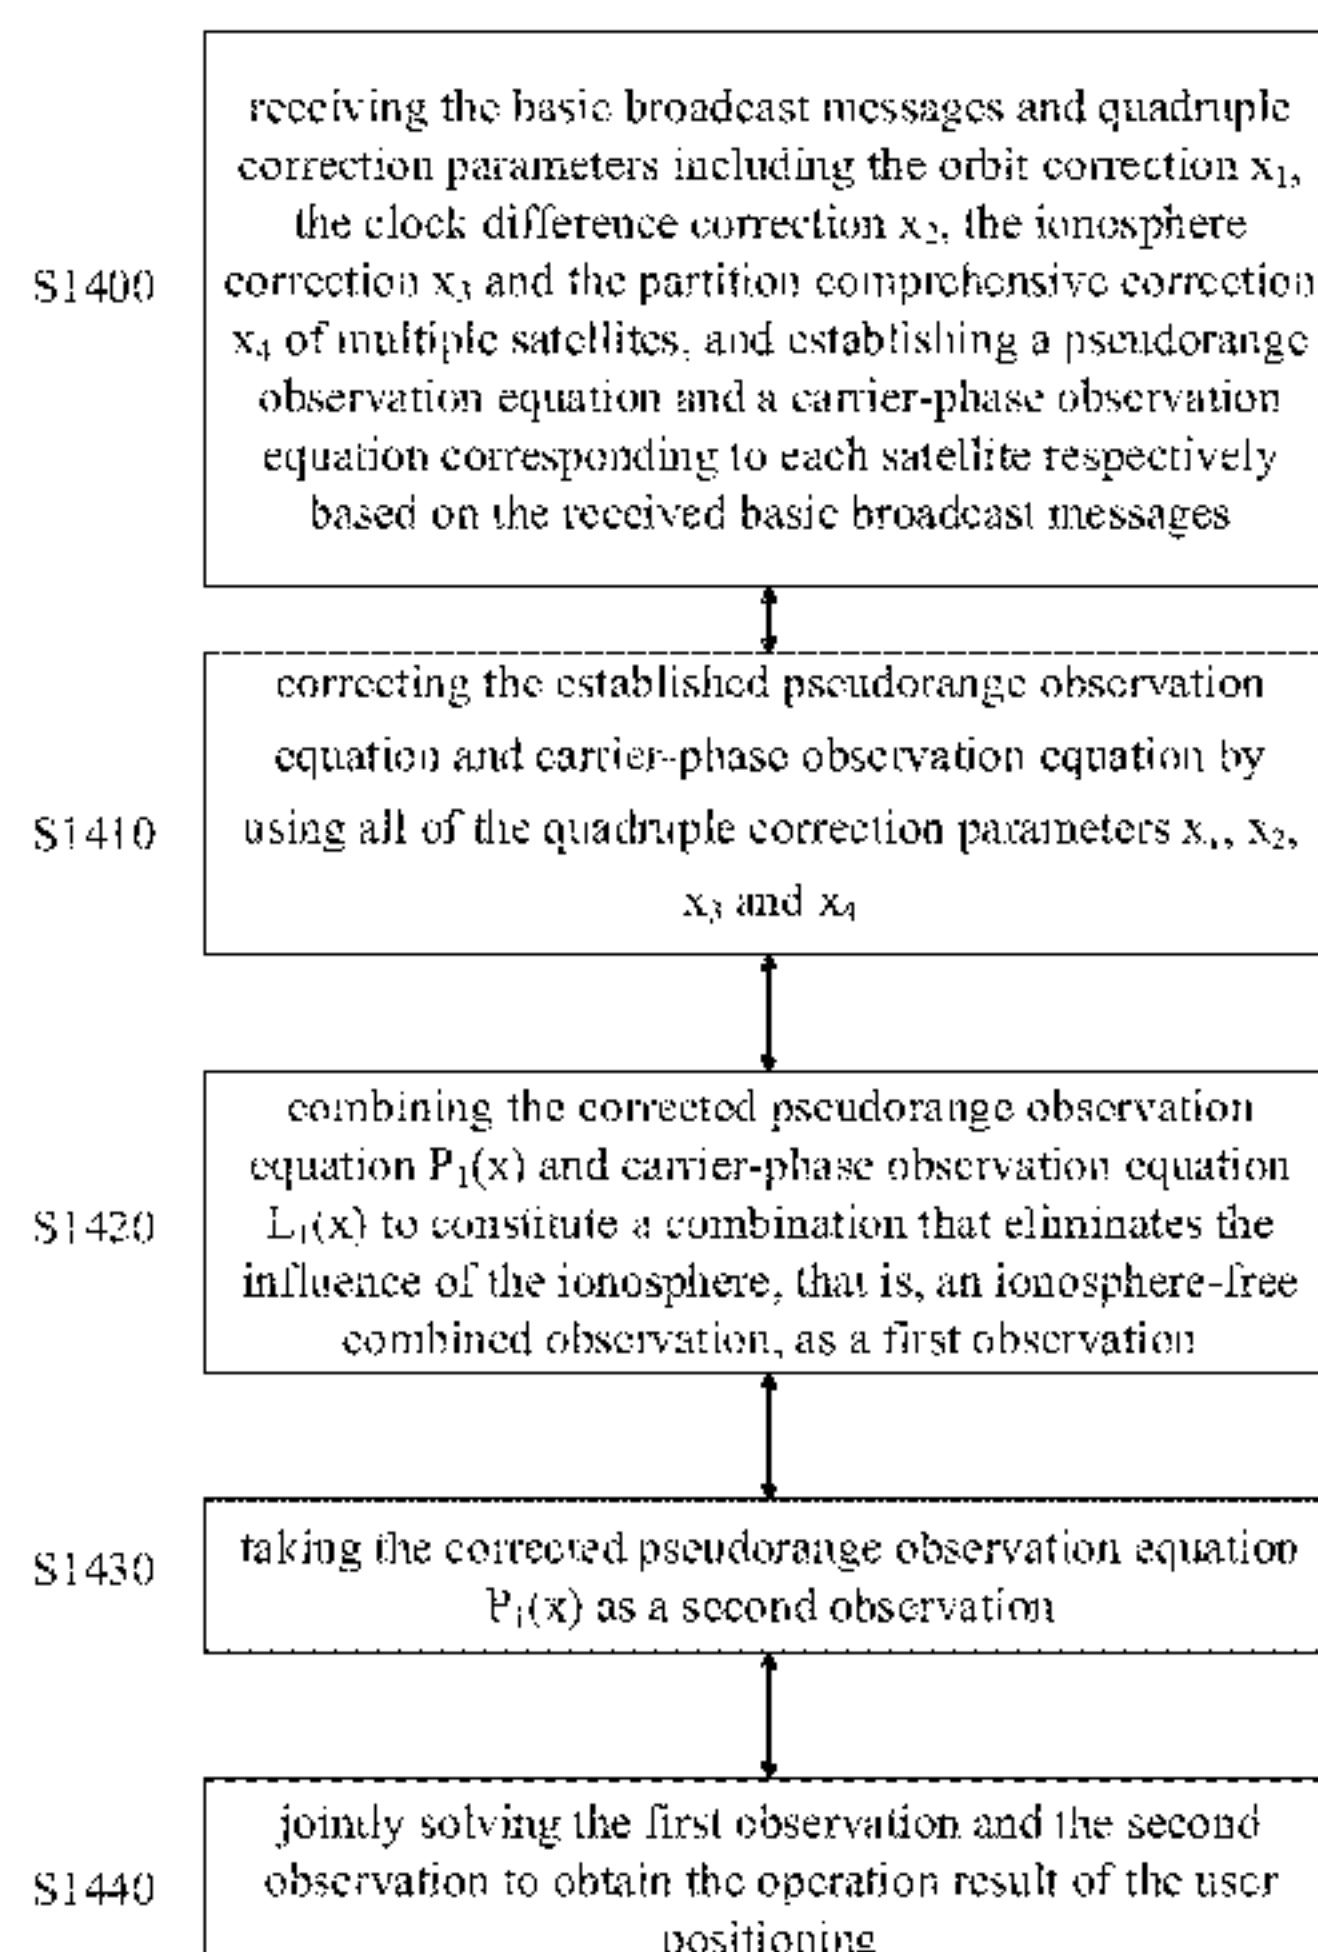 receiving the basic broadcast messages and quadruple
correction parameters including the orbit correction x₁,
the clock difference correction x₂, the ionosphere
S1400
correction x₃ and the partition comprehensive correction
x₄ of multiple satellites, and establishing a pseudorange
observation equation and a carrier-phase observation
equation corresponding to each satellite respectively
based on the received basic broadcast messages
correcting the established pseudorange observation
equation and carrier-phase observation equation by
S1410
using all of the quadruple correction parameters x₁, x₂,
x₃ and x₄
combining the corrected pseudorange observation
equation P₁(x) and carrier-phase observation equation
S1420
L₁(x) to constitute a combination that eliminates the
influence of the ionosphere, that is, an ionosphere-free
combined observation, as a first observation
S1430
taking the corrected pseudorange observation equation
P₁(x) as a second observation
jointly solving the first observation and the second
S1440
observation to obtain the operation result of the user
positioning